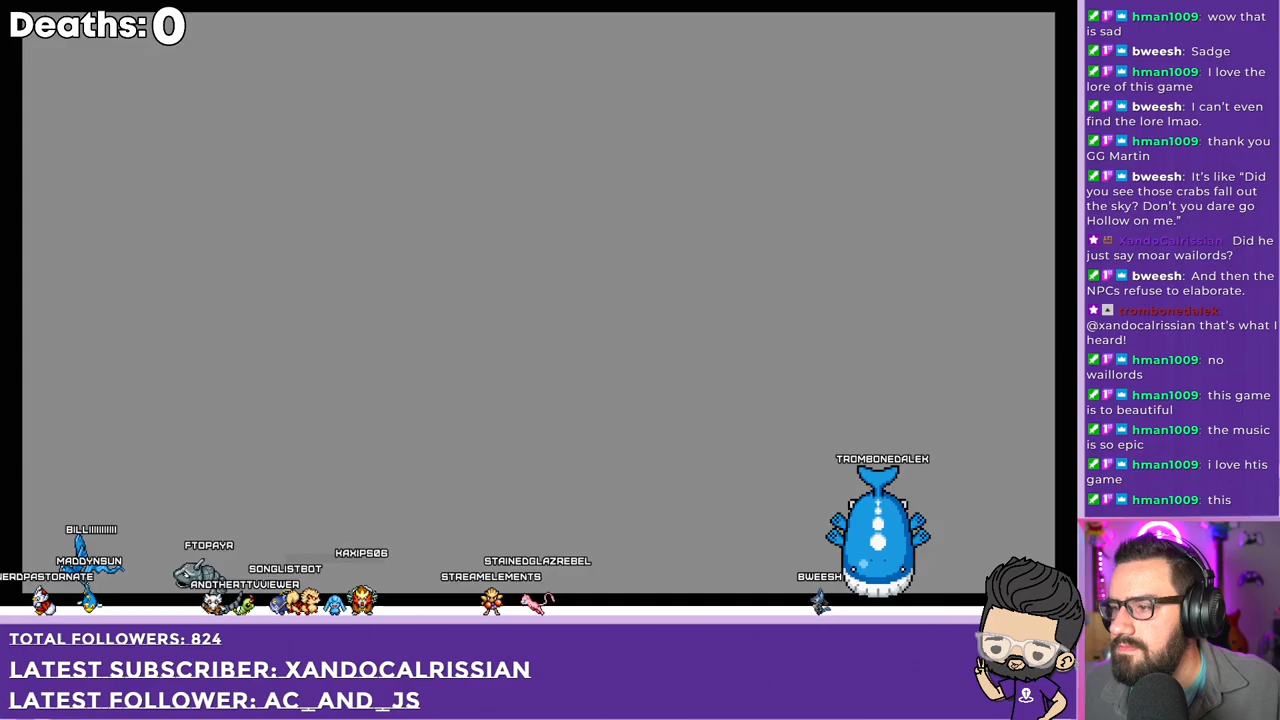 Deaths: 0
hman1009: wow that
is sad
bweesh: Sadge
hman1009: I love the
lore of this game
bweesh: I can't even
find the lore lmao.
hman1009: thank you
GG Martin
bweesh: It's like “Did
you see those crabs fall out
the sky? Don't you dare go
Hollow on me.”
XandoCalrissian Did he
just say moar wailords?
bweesh: And then the
NPCs refuse to elaborate.
trombonedalek:
@xandocalrissian that's what I
heard!
hman1009: no
waillords
hman1009: this game
is to beautiful
hman1009: the music
is so epic
hman1009: i love htis
game
hman1009: this
TROMBONEDALEK
BILLIIIIIIIIIII
MADDYNSUN
NERDPASTORNATE
FTOPAYR
SONGLISTBOT
ANOTHERTTVVIEWER
KAXIPS06
STAINEDGLAZREBEL
STREAMELEMENTS
BWEESH
TOTAL FOLLOWERS: 824
LATEST SUBSCRIBER: XANDOCALRISSIAN
LATEST FOLLOWER: AC_AND_JS